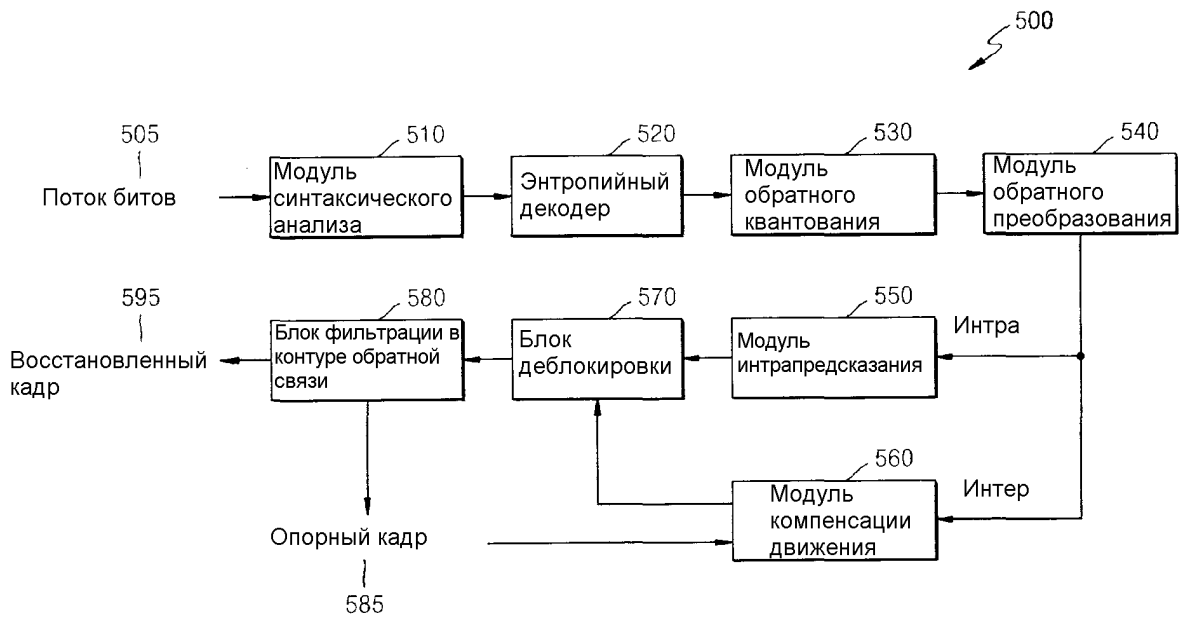 500
505
510
520
530
540
Поток битов
Модуль
синтаксического
анализа
Энтропийный
декодер
Модуль
обратного
квантования
Модуль
обратного
преобразования
595
580
570
550
Восстановленный
кадр
Блок фильтрации в
контуре обратной
связи
Блок
деблокировки
Модуль
интрапредсказания
Интра
560
Модуль
компенсации
движения
Интер
Опорный кадр
585